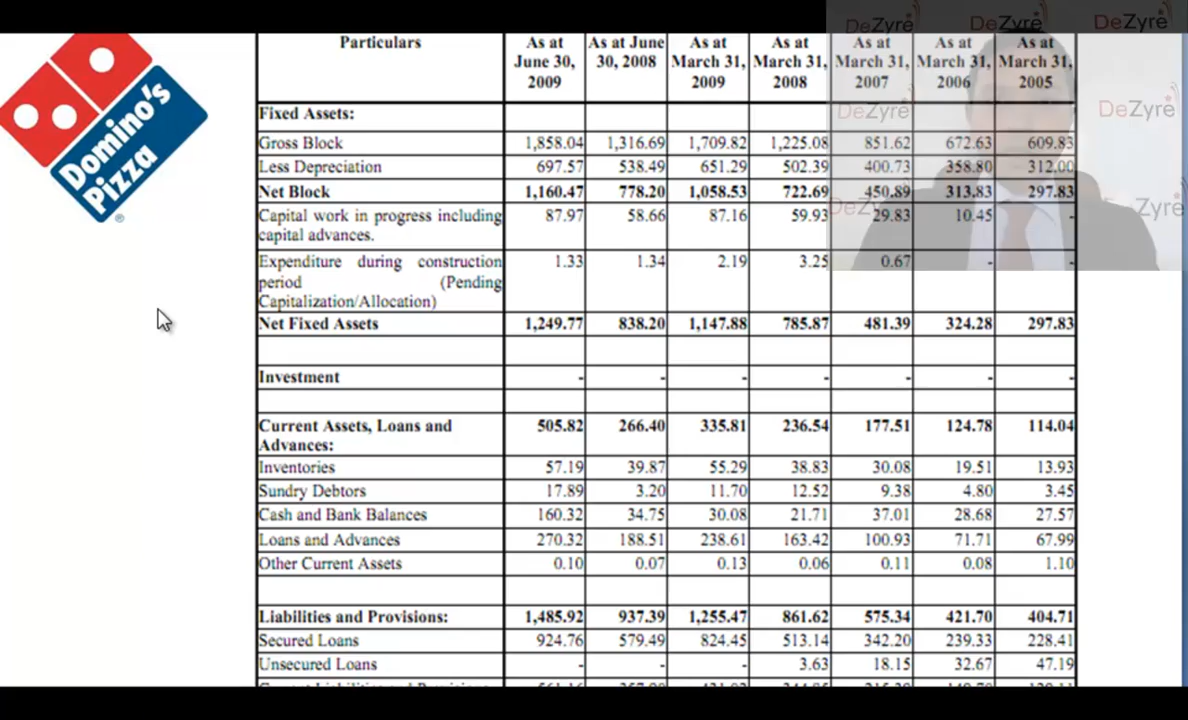 DeZyre DeZyre DeZyre
Domino's
Pizza
®
Particulars As at June 30, 2009 As at June 30, 2008 As at March 31, 2009 As at March 31, 2008 As at March 31, 2007 As at March 31, 2006 As at March 31, 2005
DeZyre DeZyre
Fixed Assets:
Gross Block 1,858.04 1,316.69 1,709.82 1,225.08 851.62 672.63 609.83
Less Depreciation 697.57 538.49 651.29 502.39 400.73 358.80 312.00
Net Block 1,160.47 778.20 1,058.53 722.69 450.89 313.83 297.83
DeZy Zyre
Capital work in progress including 87.97 58.66 87.16 59.93 29.83 10.45 -
capital advances.
Expenditure during construction 1.33 1.34 2.19 3.25 0.67 - -
period (Pending
Capitalization/Allocation)
Net Fixed Assets 1,249.77 838.20 1,147.88 785.87 481.39 324.28 297.83
Investment - - - - - - -
Current Assets, Loans and 505.82 266.40 335.81 236.54 177.51 124.78 114.04
Advances:
Inventories 57.19 39.87 55.29 38.83 30.08 19.51 13.93
Sundry Debtors 17.89 3.20 11.70 12.52 9.38 4.80 3.45
Cash and Bank Balances 160.32 34.75 30.08 21.71 37.01 28.68 27.57
Loans and Advances 270.32 188.51 238.61 163.42 100.93 71.71 67.99
Other Current Assets 0.10 0.07 0.13 0.06 0.11 0.08 1.10
Liabilities and Provisions: 1,485.92 937.39 1,255.47 861.62 575.34 421.70 404.71
Secured Loans 924.76 579.49 824.45 513.14 342.20 239.33 228.41
Unsecured Loans - - - 3.63 18.15 32.67 47.19